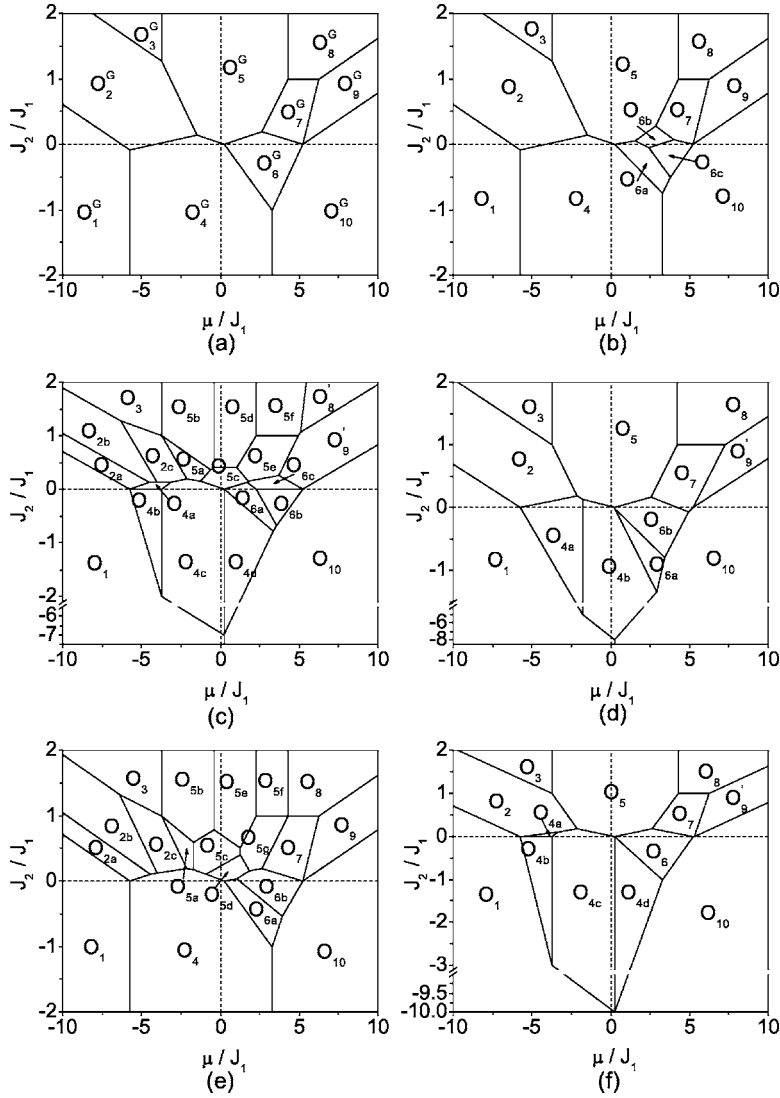 O₃ᴳ O₅ᴳ O₈ᴳ
O₂ᴳ O₇ᴳ O₉ᴳ
O₆ᴳ
O₁ᴳ O₄ᴳ O₁₀ᴳ
2
1
0
-1
-2
J₂ / J₁
-10 -5 0 5 10
μ / J₁
(a)
O₃ O₅ O₈
O₂ O₇ O₉
6b
6a
6c
O₁ O₄ O₁₀
2
1
0
-1
-2
J₂ / J₁
-10 -5 0 5 10
μ / J₁
(b)
O₃ O5b O5d O5f O₈'
O2b O2c O5a O5c O5e O₉'
O2a O6c
O4b O4a O6a O6b
O₁ O4c O4d O₁₀
2
1
0
-1
-2
-6
-7
J₂ / J₁
-10 -5 0 5 10
μ / J₁
(c)
O₃ O₅ O₈
O₂ O₇ O₉'
O4a O6b
O₁ O4b O6a O₁₀
2
1
0
-1
-6
-8
J₂ / J₁
-10 -5 0 5 10
μ / J₁
(d)
O₃ O5b O5e O5f O₈
O2b O2c O5c O5g O₇ O₉
O2a
O5a O5d O6b
O6a
O₁ O₄ O₁₀
2
1
0
-1
-2
J₂ / J₁
-10 -5 0 5 10
μ / J₁
(e)
O₃ O₅ O₈
O₂ O4a O₇ O₉'
O4b O₆
O₁ O4c O4d O₁₀
2
1
0
-1
-2
-3
-9.5
-10.0
J₂ / J₁
-10 -5 0 5 10
μ / J₁
(f)